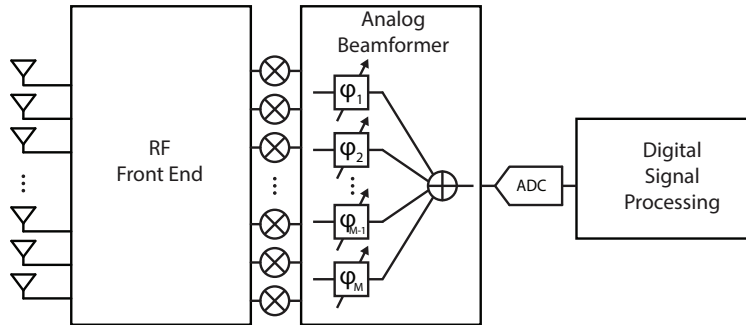 RF
Front End
Analog
Beamformer
φ1
φ2
φM-1
φM
ADC
Digital
Signal
Processing